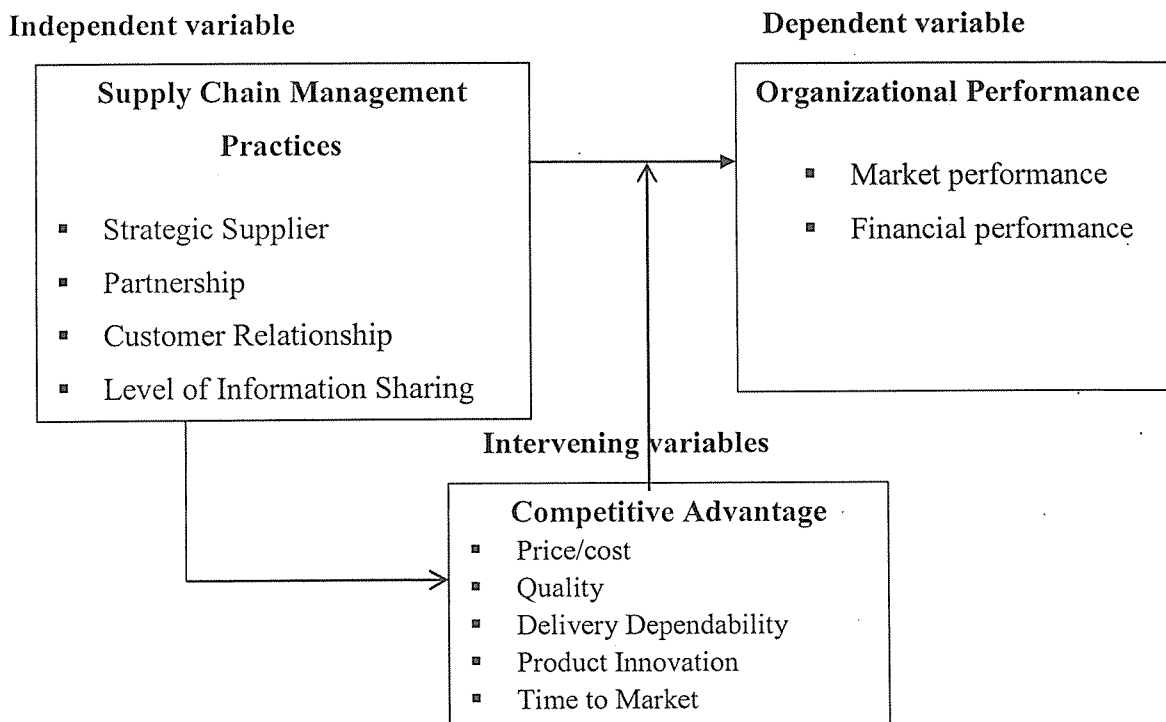 Independent variable
Supply Chain Management
Practices
▪ Strategic Supplier
▪ Partnership
▪ Customer Relationship
▪ Level of Information Sharing
Dependent variable
Organizational Performance
▪ Market performance
▪ Financial performance
Intervening variables
Competitive Advantage
▪ Price/cost
▪ Quality
▪ Delivery Dependability
▪ Product Innovation
▪ Time to Market